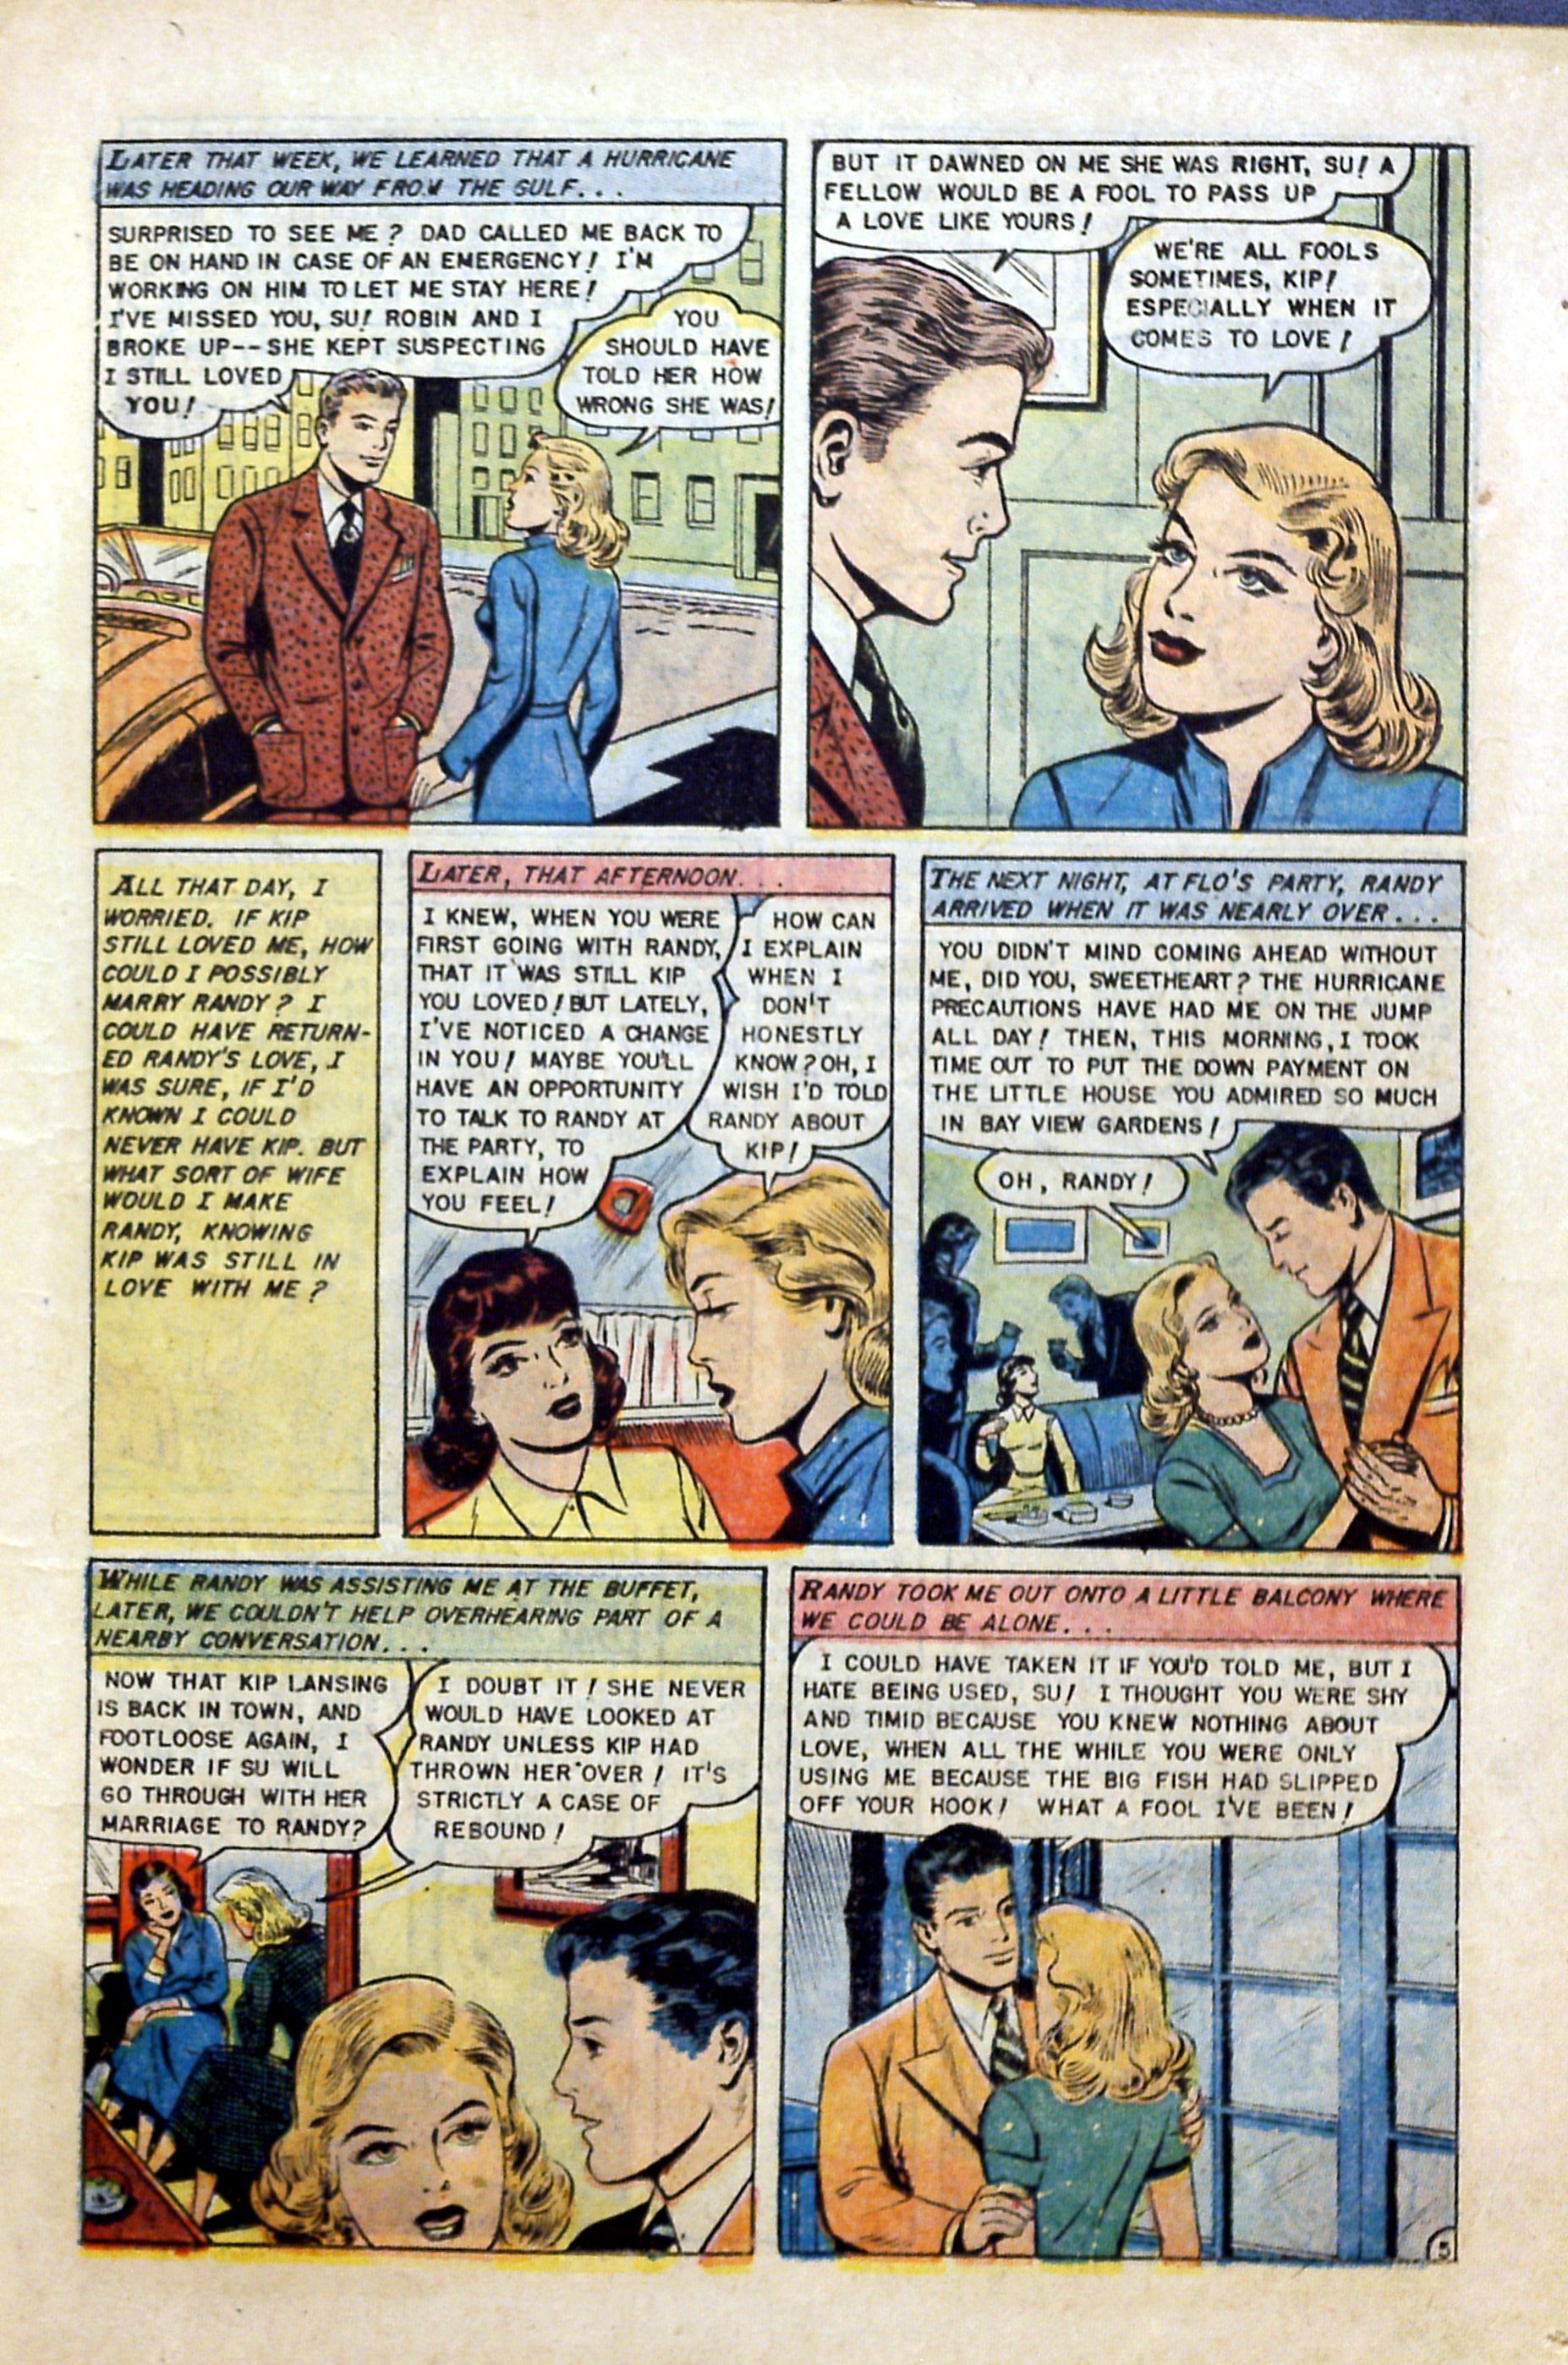 LATER THAT WEEK, WE LEARNED THAT A HURRICANE
WAS HEADING OUR WAY FROM THE GULF...
SURPRISED TO SEE ME? DAD CALLED ME BACK TO
BE ON HAND IN CASE OF AN EMERGENCY! I'M
WORKING ON HIM TO LET ME STAY HERE!
I'VE MISSED YOU, SU! ROBIN AND I
BROKE UP--SHE KEPT SUSPECTING
I STILL LOVED
YOU!
YOU
SHOULD HAVE
TOLD HER HOW
WRONG SHE WAS!
BUT IT DAWNED ON ME SHE WAS RIGHT, SU! A
FELLOW WOULD BE A FOOL TO PASS UP
A LOVE LIKE YOURS!
WE'RE ALL FOOLS
SOMETIMES, KIP!
ESPECIALLY WHEN IT
COMES TO LOVE!
ALL THAT DAY, I
WORRIED. IF KIP
STILL LOVED ME, HOW
COULD I POSSIBLY
MARRY RANDY? I
COULD HAVE RETURN-
ED RANDY'S LOVE, I
WAS SURE, IF I'D
KNOWN I COULD
NEVER HAVE KIP. BUT
WHAT SORT OF WIFE
WOULD I MAKE
RANDY, KNOWING
KIP WAS STILL IN
LOVE WITH ME?
LATER, THAT AFTERNOON...
I KNEW, WHEN YOU WERE
FIRST GOING WITH RANDY,
THAT IT WAS STILL KIP
YOU LOVED! BUT LATELY,
I'VE NOTICED A CHANGE
IN YOU! MAYBE YOU'LL
HAVE AN OPPORTUNITY
TO TALK TO RANDY AT
THE PARTY, TO
EXPLAIN HOW
YOU FEEL!
HOW CAN
I EXPLAIN
WHEN I
DON'T
HONESTLY
KNOW? OH, I
WISH I'D TOLD
RANDY ABOUT
KIP!
THE NEXT NIGHT, AT FLO'S PARTY, RANDY
ARRIVED WHEN IT WAS NEARLY OVER...
YOU DIDN'T MIND COMING AHEAD WITHOUT
ME, DID YOU, SWEETHEART? THE HURRICANE
PRECAUTIONS HAVE HAD ME ON THE JUMP
ALL DAY! THEN, THIS MORNING, I TOOK
TIME OUT TO PUT THE DOWN PAYMENT ON
THE LITTLE HOUSE YOU ADMIRED SO MUCH
IN BAY VIEW GARDENS!
OH, RANDY!
WHILE RANDY WAS ASSISTING ME AT THE BUFFET,
LATER, WE COULDN'T HELP OVERHEARING PART OF A
NEARBY CONVERSATION...
NOW THAT KIP LANSING
IS BACK IN TOWN, AND
FOOTLOOSE AGAIN, I
WONDER IF SU WILL
GO THROUGH WITH HER
MARRIAGE TO RANDY?
I DOUBT IT! SHE NEVER
WOULD HAVE LOOKED AT
RANDY UNLESS KIP HAD
THROWN HER OVER! IT'S
STRICTLY A CASE OF
REBOUND!
RANDY TOOK ME OUT ONTO A LITTLE BALCONY WHERE
WE COULD BE ALONE...
I COULD HAVE TAKEN IT IF YOU'D TOLD ME, BUT I
HATE BEING USED, SU! I THOUGHT YOU WERE SHY
AND TIMID BECAUSE YOU KNEW NOTHING ABOUT
LOVE, WHEN ALL THE WHILE YOU WERE ONLY
USING ME BECAUSE THE BIG FISH HAD SLIPPED
OFF YOUR HOOK! WHAT A FOOL I'VE BEEN!
5